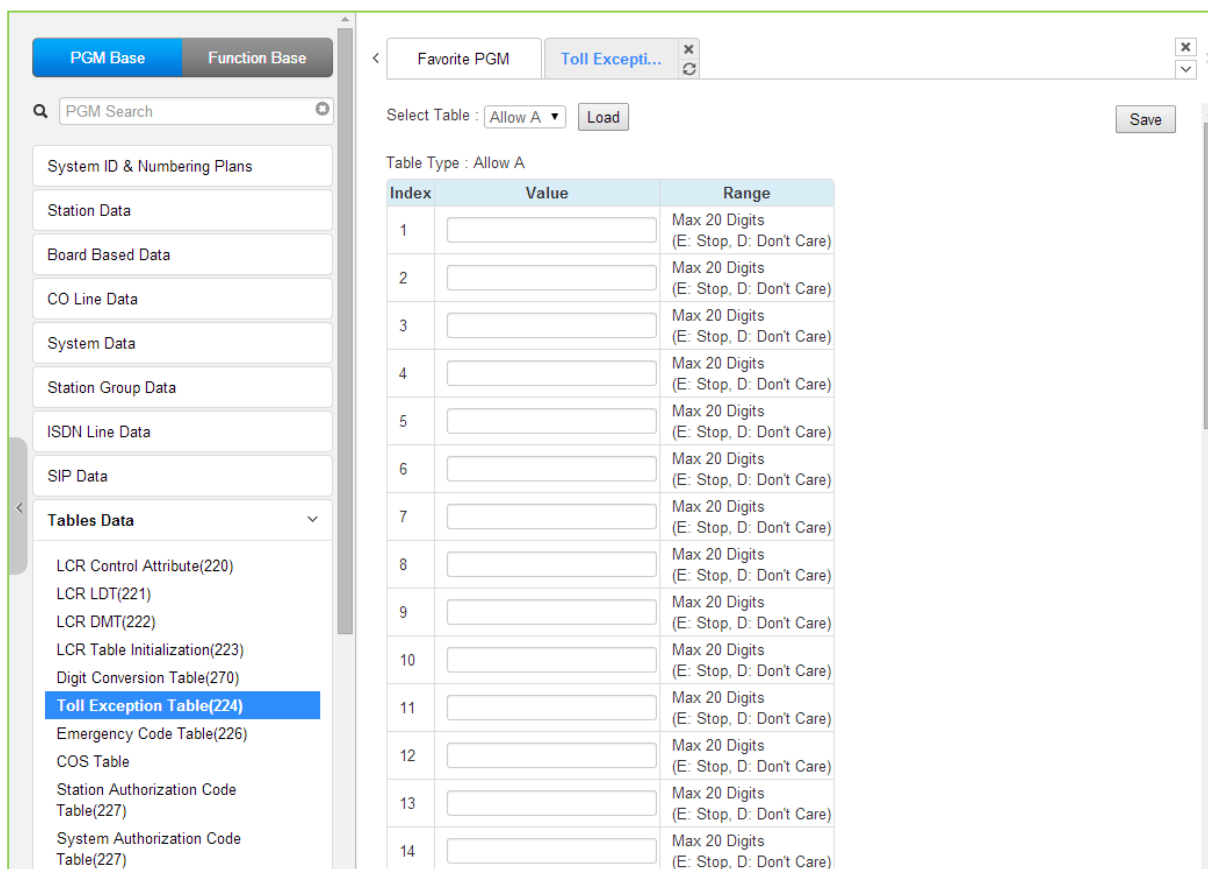 PGM Base Function Base
PGM Search
System ID & Numbering Plans
Station Data
Board Based Data
CO Line Data
System Data
Station Group Data
ISDN Line Data
SIP Data
Tables Data
LCR Control Attribute(220)
LCR LDT(221)
LCR DMT(222)
LCR Table Initialization(223)
Digit Conversion Table(270)
Toll Exception Table(224)
Emergency Code Table(226)
COS Table
Station Authorization Code
Table(227)
System Authorization Code
Table(227)
Favorite PGM Toll Excepti...
Select Table : Allow A Load Save
Table Type : Allow A
Index Value Range
1 Max 20 Digits
(E: Stop, D: Don't Care)
2 Max 20 Digits
(E: Stop, D: Don't Care)
3 Max 20 Digits
(E: Stop, D: Don't Care)
4 Max 20 Digits
(E: Stop, D: Don't Care)
5 Max 20 Digits
(E: Stop, D: Don't Care)
6 Max 20 Digits
(E: Stop, D: Don't Care)
7 Max 20 Digits
(E: Stop, D: Don't Care)
8 Max 20 Digits
(E: Stop, D: Don't Care)
9 Max 20 Digits
(E: Stop, D: Don't Care)
10 Max 20 Digits
(E: Stop, D: Don't Care)
11 Max 20 Digits
(E: Stop, D: Don't Care)
12 Max 20 Digits
(E: Stop, D: Don't Care)
13 Max 20 Digits
(E: Stop, D: Don't Care)
14 Max 20 Digits
(E: Stop, D: Don't Care)